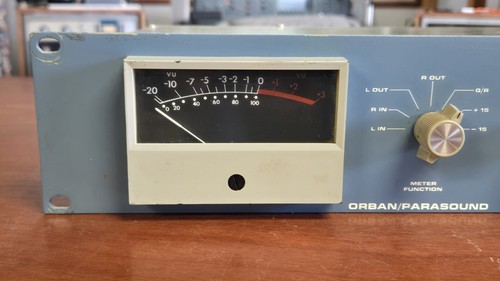 VU
-20 -10 -7 -5 -3 -2 -1 0 +1 +2 +3
0 20 40 60 80 100
VU
R OUT
L OUT
G/R
R IN
+ 15
L IN
- 15
METER
FUNCTION
ORBAN/PARASOUND